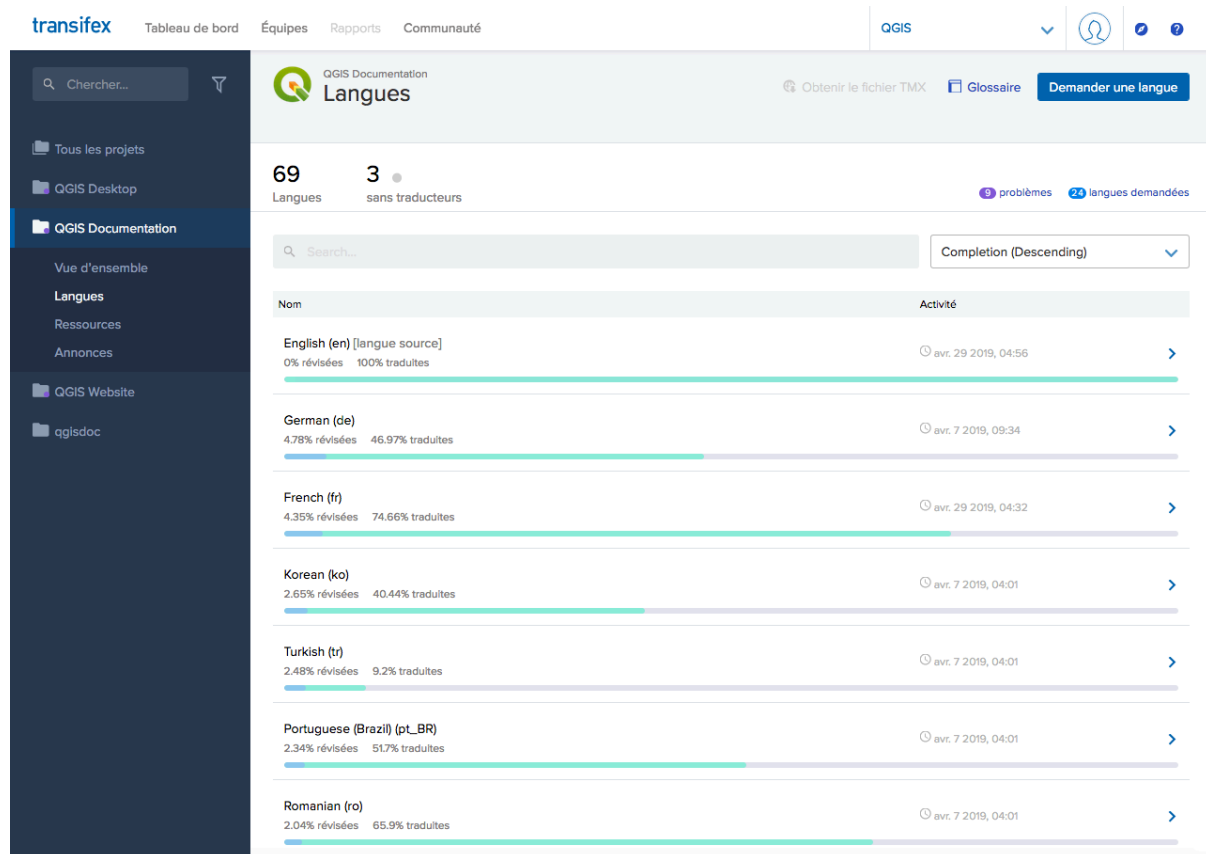 transifex Tableau de bord Équipes Rapports Communauté QGIS ?
Chercher...
Tous les projets
QGIS Desktop
QGIS Documentation
Vue d'ensemble
Langues
Ressources
Annonces
QGIS Website
qgisdoc
QGIS Documentation
Langues
Obtenir le fichier TMX Glossaire Demander une langue
69 3
Langues sans traducteurs
9 problèmes 24 langues demandées
Search... Completion (Descending)
Nom Activité
English (en) [langue source]
0% révisées 100% traduites
avr. 29 2019, 04:56
German (de)
4.78% révisées 46.97% traduites
avr. 7 2019, 09:34
French (fr)
4.35% révisées 74.66% traduites
avr. 29 2019, 04:32
Korean (ko)
2.65% révisées 40.44% traduites
avr. 7 2019, 04:01
Turkish (tr)
2.48% révisées 9.2% traduites
avr. 7 2019, 04:01
Portuguese (Brazil) (pt_BR)
2.34% révisées 51.7% traduites
avr. 7 2019, 04:01
Romanian (ro)
2.04% révisées 65.9% traduites
avr. 7 2019, 04:01